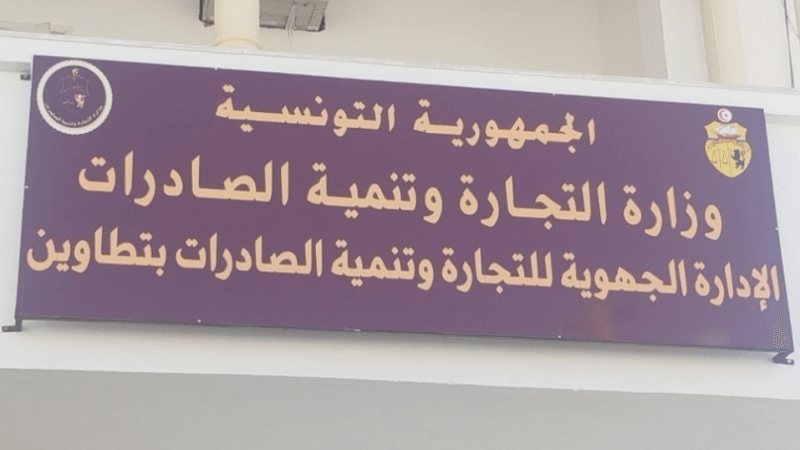 الجمهورية التونسية
وزارة التجارة وتنمية الصادرات
الإدارة الجهوية للتجارة وتنمية الصادرات بتطاوين